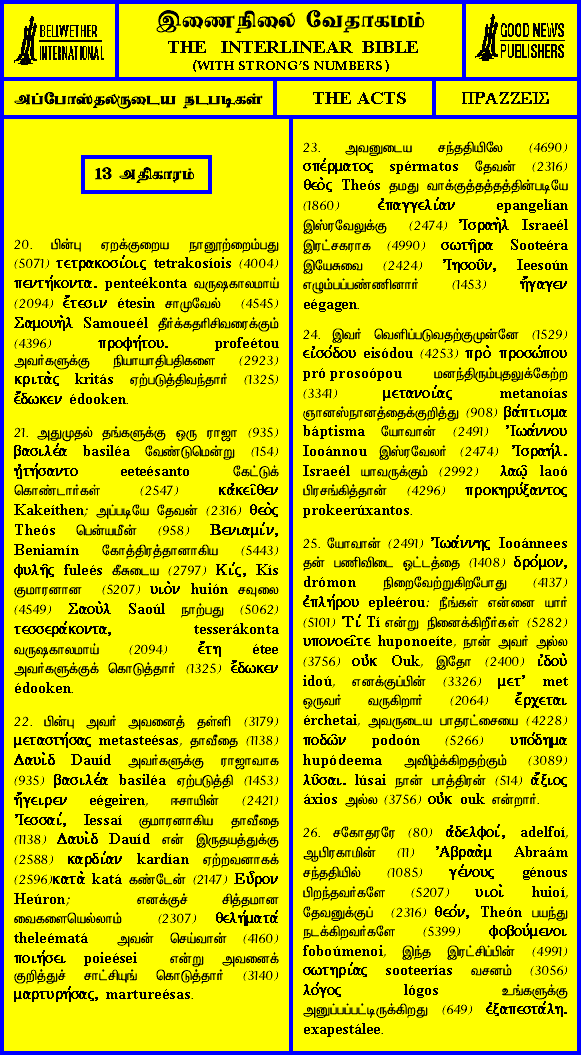 BELLWETHER
INTERNATIONAL
இணைநிலை வேதாகமம்
THE INTERLINEAR BIBLE
(WITH STRONG'S NUMBERS)
GOOD NEWS
PUBLISHERS
அப்போஸ்தலருடைய நடபடிகள்
THE ACTS
ΠΡΑΖΖΕΙΣ
13 அதிகாரம்
20. பின்பு ஏறக்குறைய நானூற்றைம்பது
(5071) τετρακοσίοις tetrakosíois (4004)
πεντήκοντα. penteékonta வருஷகாலமாய்
(2094) ἔτεσιν étesin சாமுவேல் (4545)
Σαμουὴλ Samoueél தீர்க்கதரிசிவரைக்கும்
(4396) προφήτου. profeétou
அவர்களுக்கு நியாயாதிபதிகளை (2923)
κριτὰς kritás ஏற்படுத்திவந்தார் (1325)
ἔδωκεν édooken.
21. அதுமுதல் தங்களுக்கு ஒரு ராஜா (935)
βασιλέα basiléa வேண்டுமென்று (154)
ᾐτήσαντο eeteésanto கேட்டுக்
கொண்டார்கள் (2547) κἀκεῖθεν
Kakeíthen; அப்படியே தேவன் (2316) θεὸς
Theós பென்யமீன் (958) Βενιαμίν,
Beniamín கோத்திரத்தானாகிய (5443)
φυλῆς fuleés கீசுடைய (2797) Κίς, Kís
குமாரனான (5207) υιὸν huión சவுலை
(4549) Σαοὺλ Saoúl நாற்பது (5062)
τεσσεράκοντα, tesserákonta
வருஷகாலமாய் (2094) ἔτη étee
அவர்களுக்குக் கொடுத்தார் (1325) ἔδωκεν
édooken.
22. பின்பு அவர் அவனைத் தள்ளி (3179)
μεταστήσας metasteésas, தாவீதை (1138)
Δαυὶδ Dauíd அவர்களுக்கு ராஜாவாக
(935) βασιλέα basiléa ஏற்படுத்தி (1453)
ἤγειρεν eégeiren, ஈசாயின் (2421)
Ἰεσσαί, Iessaí குமாரனாகிய தாவீதை
(1138) Δαυὶδ Dauíd என் இருதயத்துக்கு
(2588) καρδίαν kardían ஏற்றவனாகக்
(2596)κατὰ katá கண்டேன் (2147) Εὗρον
Heúron; எனக்குச் சித்தமான
வைகளையெல்லாம் (2307) θελήματά
theleématá அவன் செய்வான் (4160)
ποιήσει poieései என்று அவனைக்
குறித்துச் சாட்சியுங் கொடுத்தார் (3140)
μαρτυρήσας, martureésas.
23. அவனுடைய சந்ததியிலே (4690)
σπέρματος spérmatos தேவன் (2316)
θεὸς Theós தமது வாக்குத்தத்தத்தின்படியே
(1860) ἐπαγγελίαν epangelían
இஸ்ரவேலுக்கு (2474) Ἰσραὴλ Israeél
இரட்சகராக (4990) σωτῆρα Sooteéra
இயேசுவை (2424) Ἰησοῦν, Ieesoún
எழும்பப்பண்ணினார் (1453) ἤγαγεν
eégagen.
24. இவர் வெளிப்படுவதற்குமுன்னே (1529)
εἰσόδου eisódou (4253) πρὸ προσώπου
pró prosoópou மனந்திரும்புதலுக்கேற்ற
(3341) μετανοίας metanoías
ஞானஸ்நானத்தைக்குறித்து (908) βάπτισμα
báptisma யோவான் (2491) Ἰωάννου
Iooánnou இஸ்ரவேலர் (2474) Ἰσραήλ.
Israeél யாவருக்கும் (2992) λαῷ laoó
பிரசங்கித்தான் (4296) προκηρύξαντος
prokeerúxantos.
25. யோவான் (2491) Ἰωάννης Iooánnees
தன் பணிவிடை ஓட்டத்தை (1408) δρόμον,
drómon நிறைவேற்றுகிறபோது (4137)
ἐπλήρου epleérou: நீங்கள் என்னை யார்
(5101) Τί Tí என்று நினைக்கிறீர்கள் (5282)
υπονοεῖτε huponoeíte, நான் அவர் அல்ல
(3756) οὐκ Ouk, இதோ (2400) ἰδοὺ
idoú, எனக்குப்பின் (3326) μετ' met
ஒருவர் வருகிறார் (2064) ἔρχεται
érchetai, அவருடைய பாதரட்சையை (4228)
ποδῶν podoón (5266) υπόδημα
hupódeema அவிழ்க்கிறதற்கும் (3089)
λῦσαι. lúsai நான் பாத்திரன் (514) ἄξιος
áxios அல்ல (3756) οὐκ ouk என்றார்.
26. சகோதரரே (80) ἀδελφοί, adelfoí,
ஆபிரகாமின் (11) Ἀβραὰμ Abraám
சந்ததியில் (1085) γένους génous
பிறந்தவர்களே (5207) υιοὶ huioí,
தேவனுக்குப் (2316) θεόν, Theón பயந்து
நடக்கிறவர்களே (5399) φοβούμενοι
foboúmenoi, இந்த இரட்சிப்பின் (4991)
σωτηρίας sooteerías வசனம் (3056)
λόγος lógos உங்களுக்கு
அனுப்பப்பட்டிருக்கிறது (649) ἐξαπεστάλη.
exapestálee.